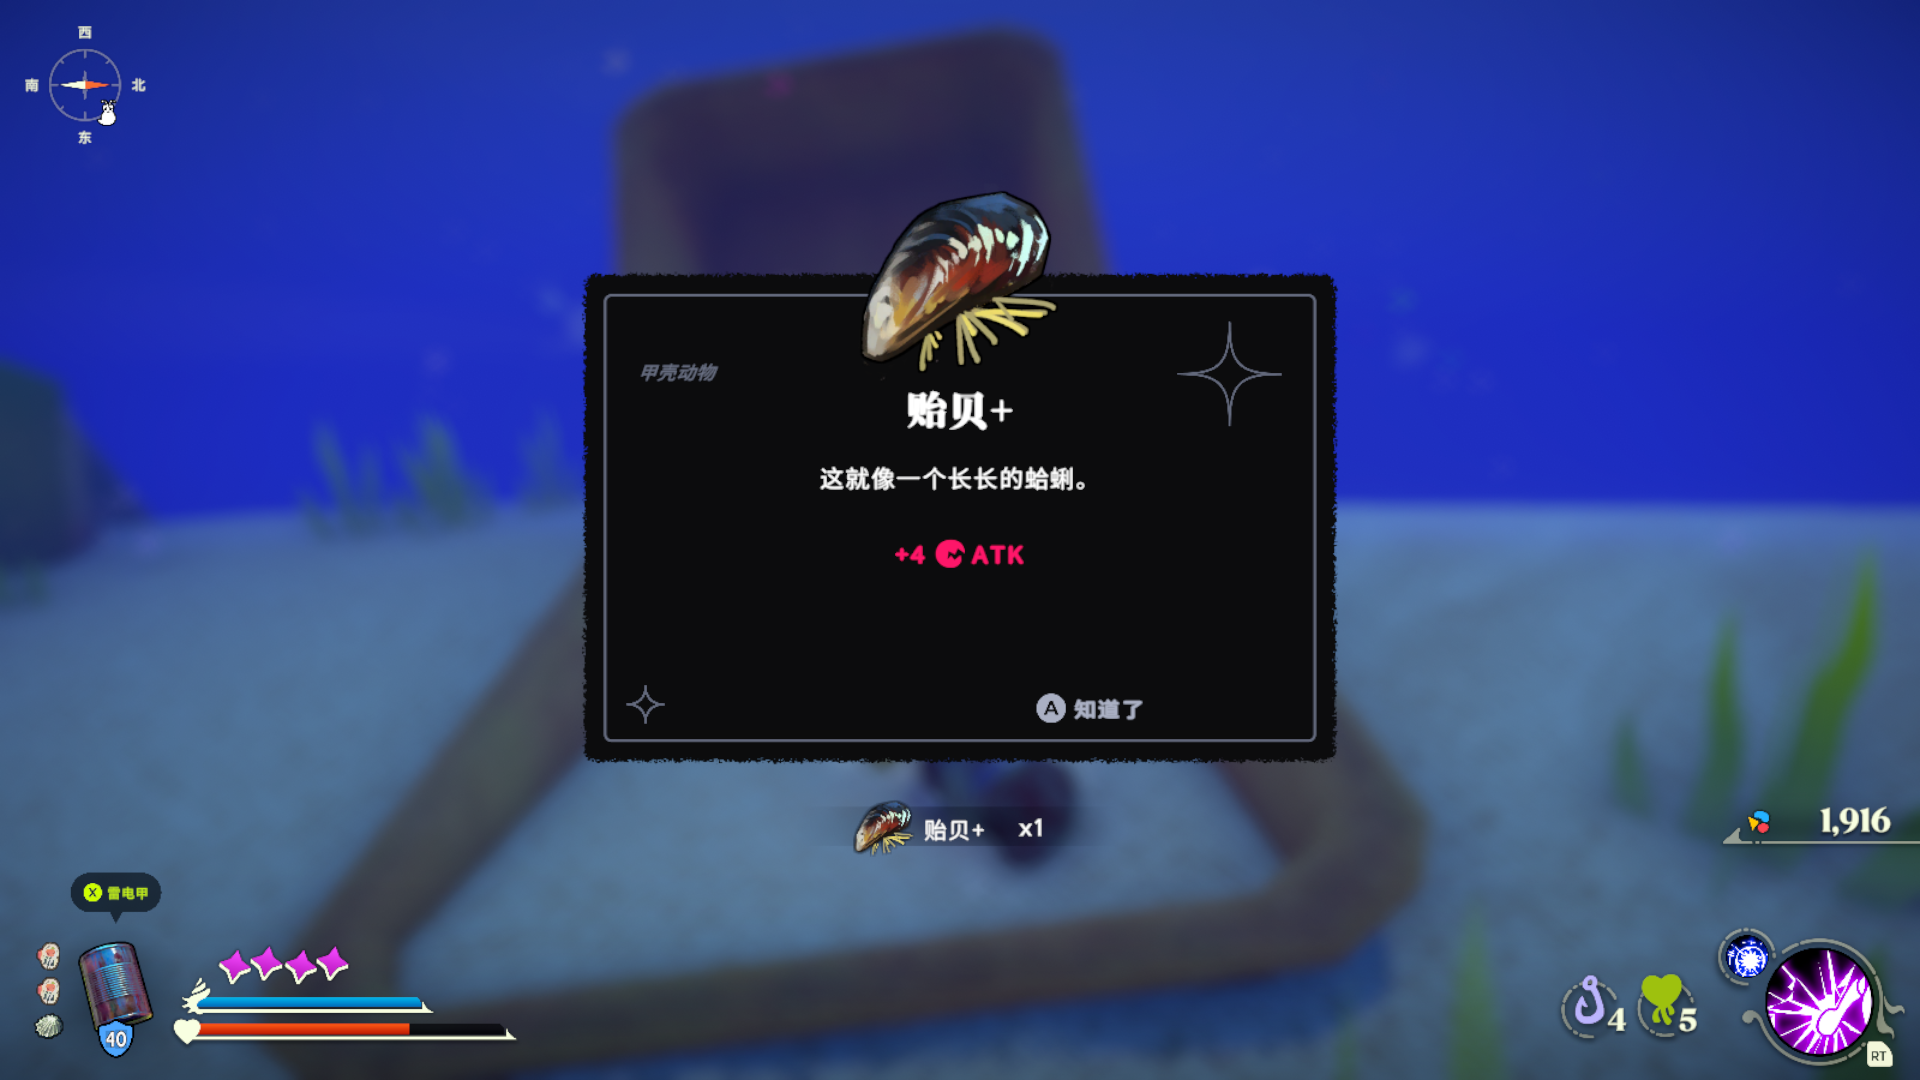 西
南
北
东
甲壳动物
贻贝+
这就像一个长长的蛤蜊。
+4 ATK
A 知道了
贻贝+ x1
1,916
X 雷电甲
40
4
5
RT